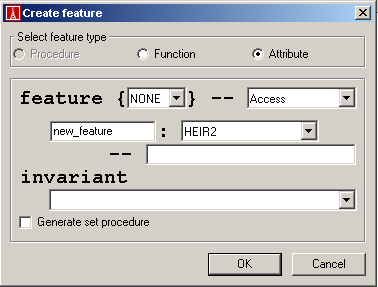 Create feature
Select feature type
Procedure Function Attribute
feature {NONE} -- Access
new_feature : HEIR2
--
invariant
Generate set procedure
OK Cancel